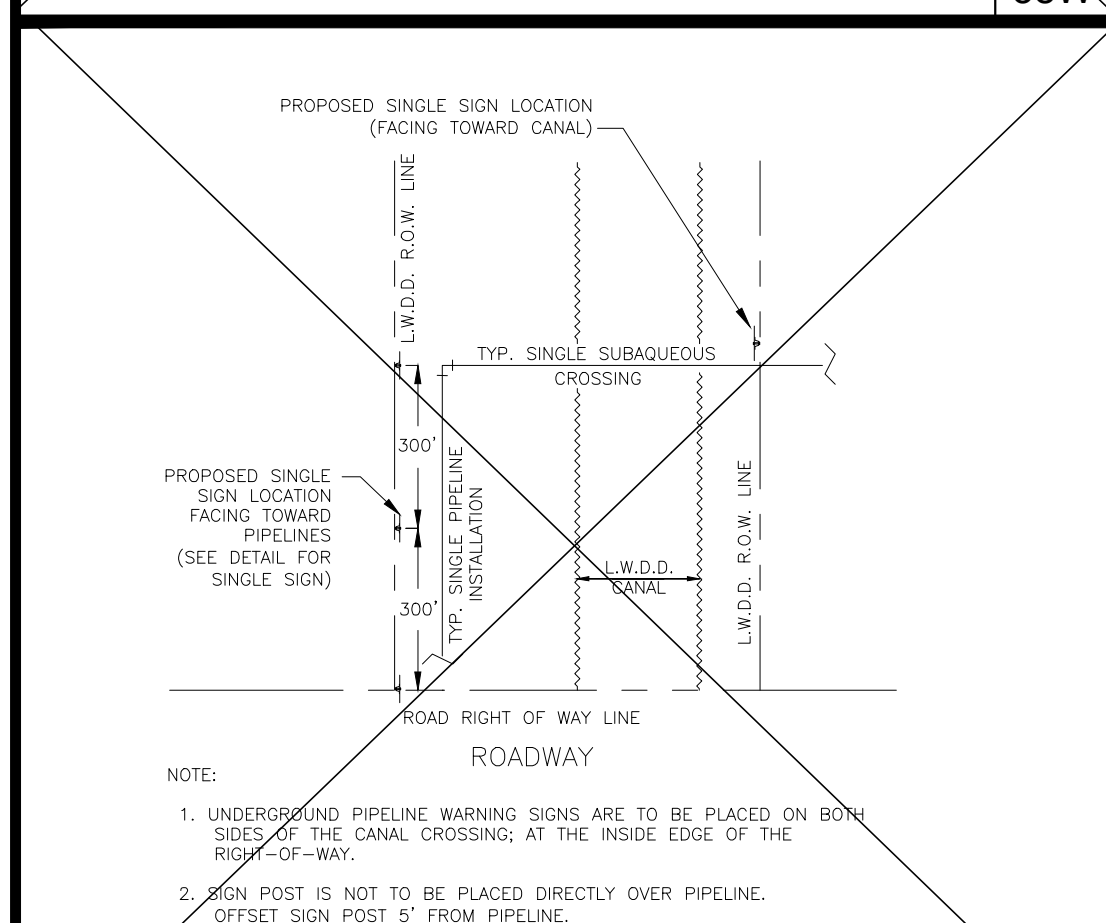 PROPOSED SINGLE SIGN LOCATION
(FACING TOWARD CANAL)
L.W.D.D. R.O.W. LINE
TYP. SINGLE SUBAQUEOUS
CROSSING
300'
PROPOSED SINGLE
SIGN LOCATION
FACING TOWARD
PIPELINES
(SEE DETAIL FOR
SINGLE SIGN)
TYP. SINGLE PIPELINE
INSTALLATION
300'
L.W.D.D.
CANAL
L.W.D.D. R.O.W. LINE
ROAD RIGHT OF WAY LINE
ROADWAY
NOTE:
1. UNDERGROUND PIPELINE WARNING SIGNS ARE TO BE PLACED ON BOTH
SIDES OF THE CANAL CROSSING; AT THE INSIDE EDGE OF THE
RIGHT-OF-WAY.
2. SIGN POST IS NOT TO BE PLACED DIRECTLY OVER PIPELINE.
OFFSET SIGN POST 5' FROM PIPELINE.